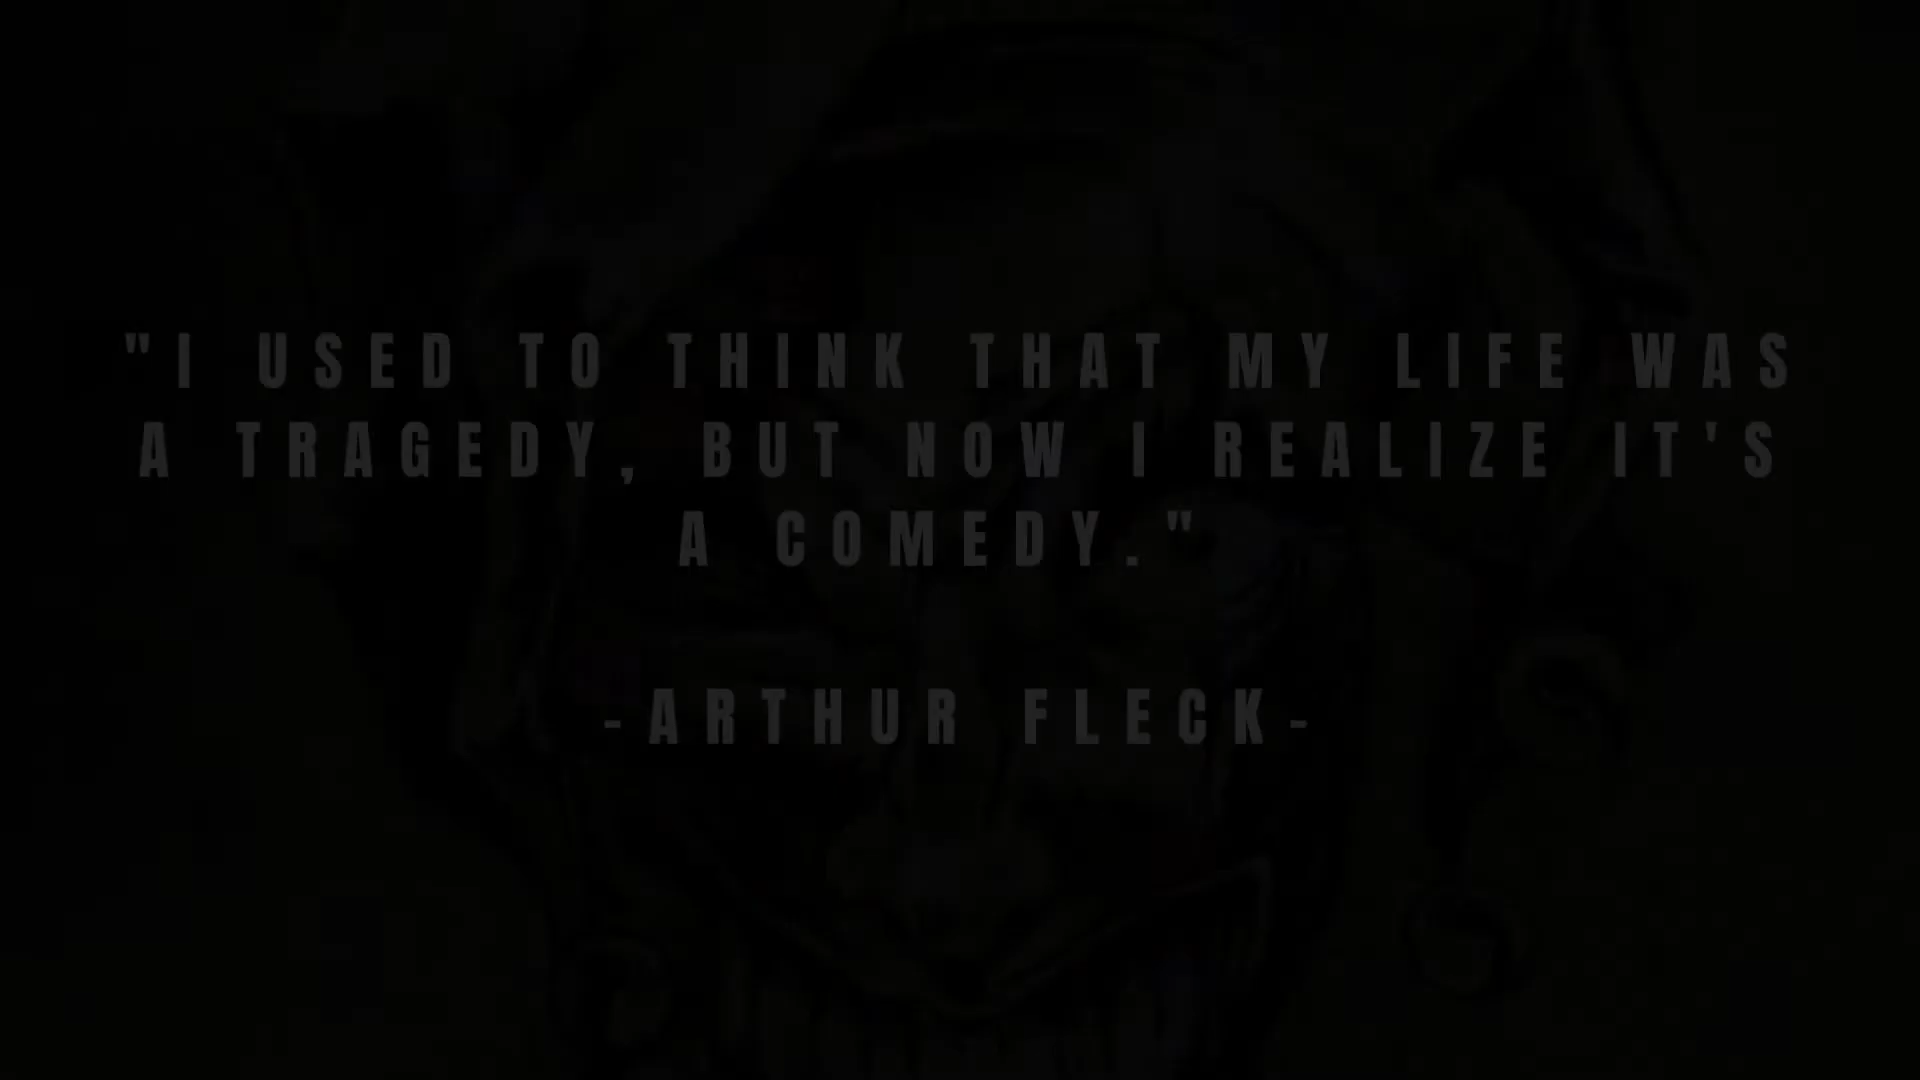 "I USED TO THINK THAT MY LIFE WAS
A TRAGEDY, BUT NOW I REALIZE IT'S
A COMEDY."
-ARTHUR FLECK-